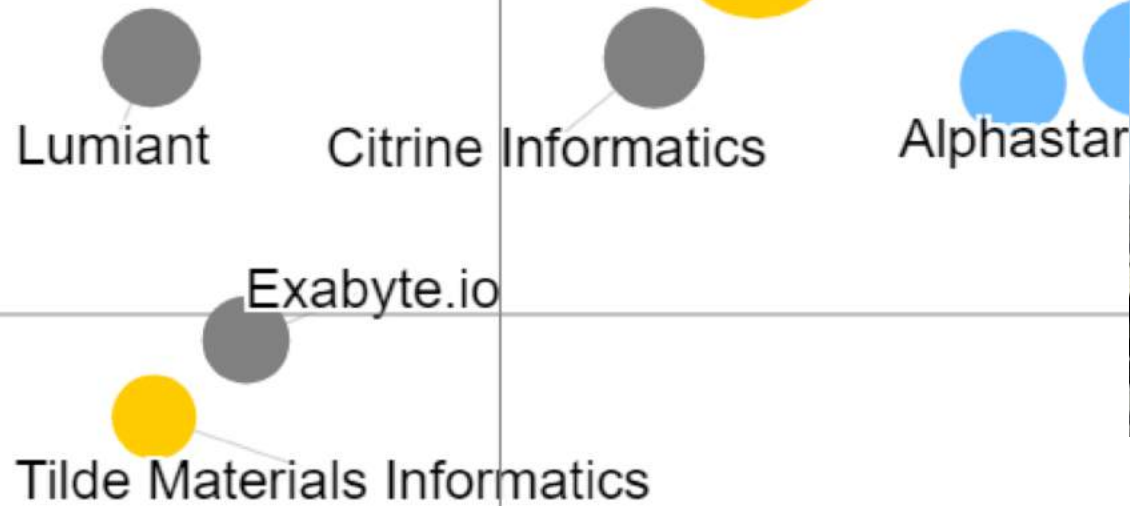 Lumiant
Citrine Informatics
Alphastar
Exabyte.io
Tilde Materials Informatics